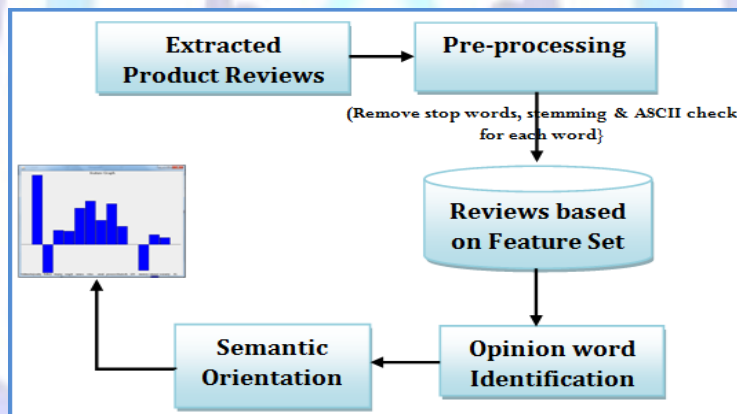 Extracted
Product Reviews
Pre-processing
(Remove stop words, stemming & ASCII check
for each word}
Reviews based
on Feature Set
Semantic
Orientation
Opinion word
Identification